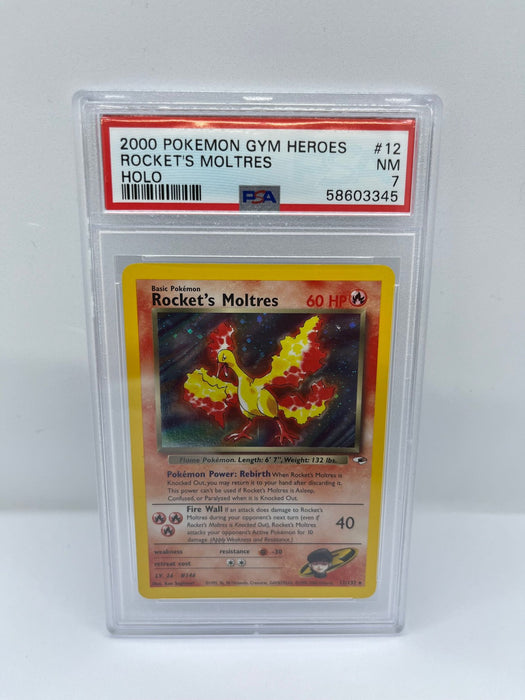 2000 POKEMON GYM HEROES #12
ROCKET'S MOLTRES NM
HOLO 7
PSA 58603345
Basic Pokémon
Rocket's Moltres 60 HP
Flame Pokémon. Length: 6' 7", Weight: 132 lbs.
Pokémon Power: Rebirth When Rocket's Moltres is
Knocked Out, you may return it to your hand after discarding it.
This power can't be used if Rocket's Moltres is Asleep,
Confused, or Paralyzed when it is Knocked Out.
Fire Wall If an attack does damage to Rocket's
Moltres during your opponent's next turn (even if
Rocket's Moltres is Knocked Out), Rocket's Moltres
attacks your opponent's Active Pokémon for 10
damage. (Apply Weakness and Resistance.)
40
weakness resistance -30
retreat cost
LV. 36 #146
12/132